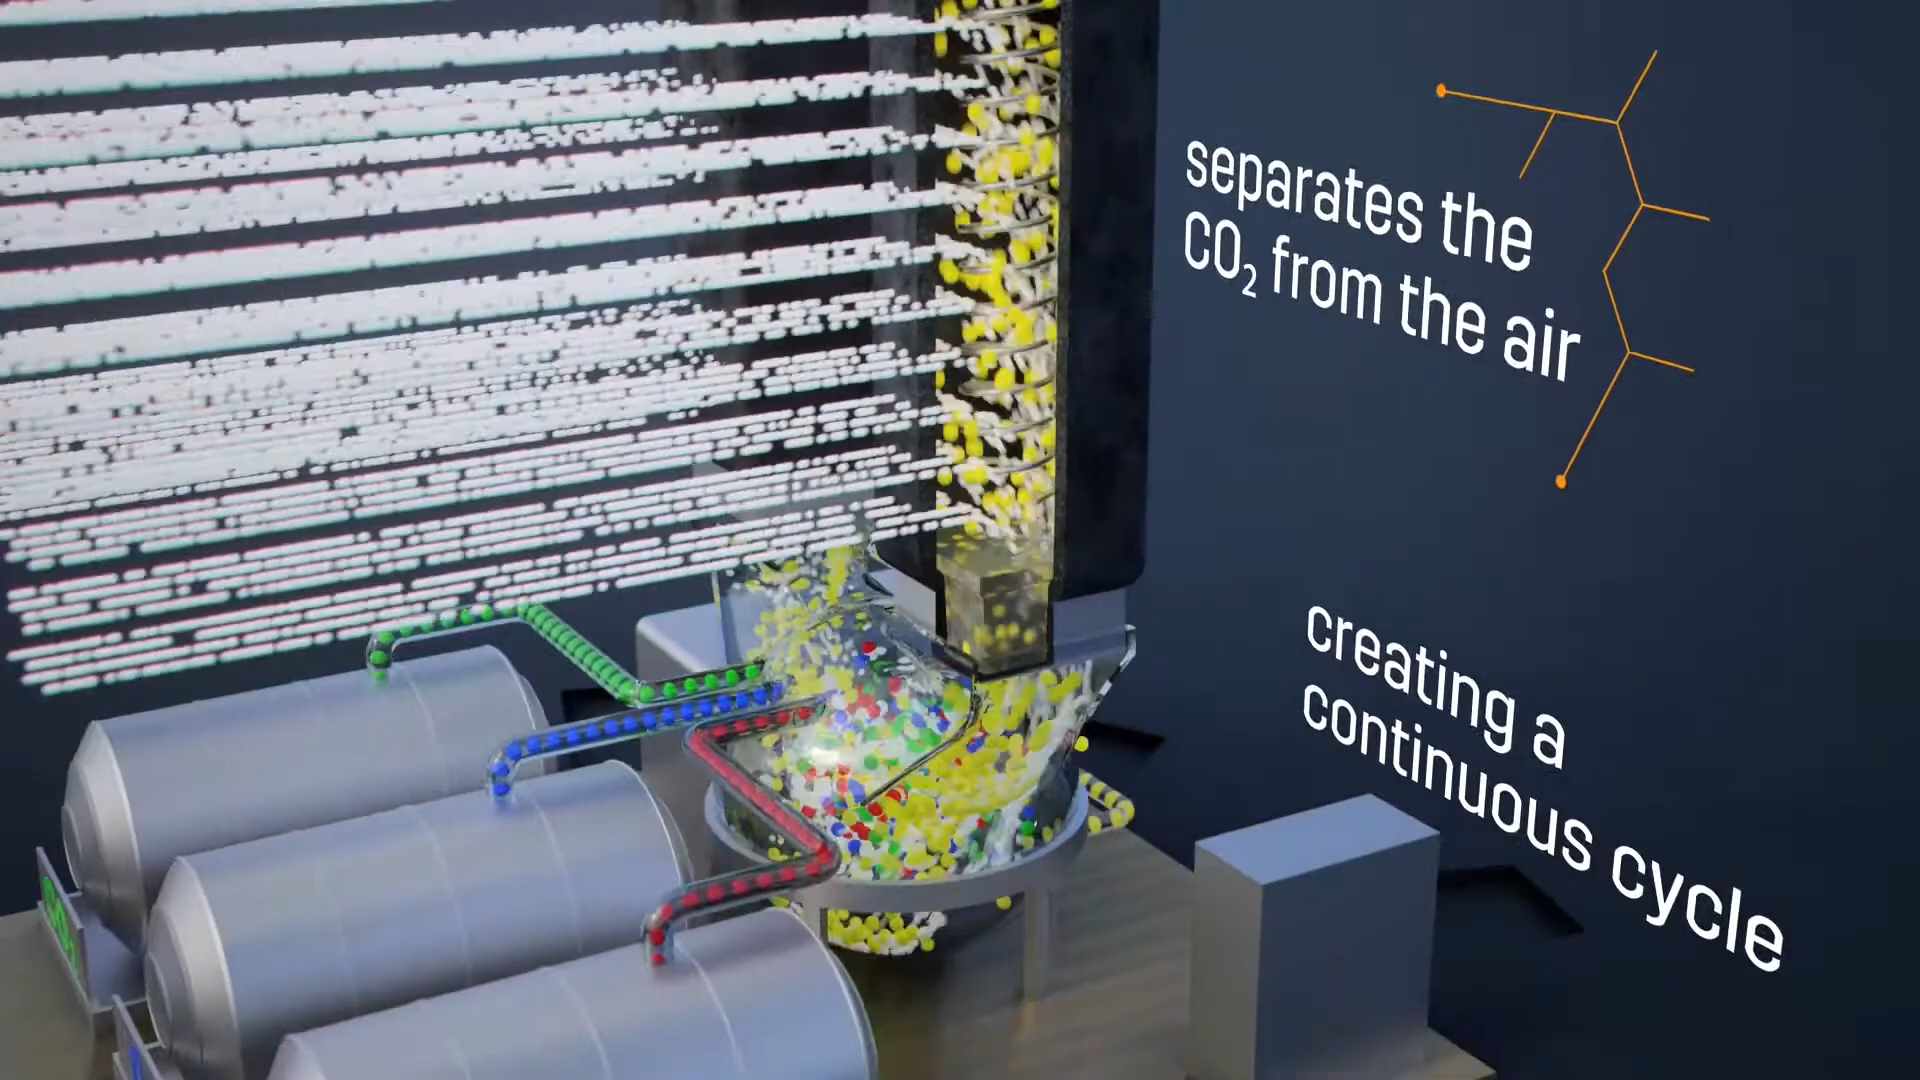 separates the
CO₂ from the air
creating a
continuous cycle